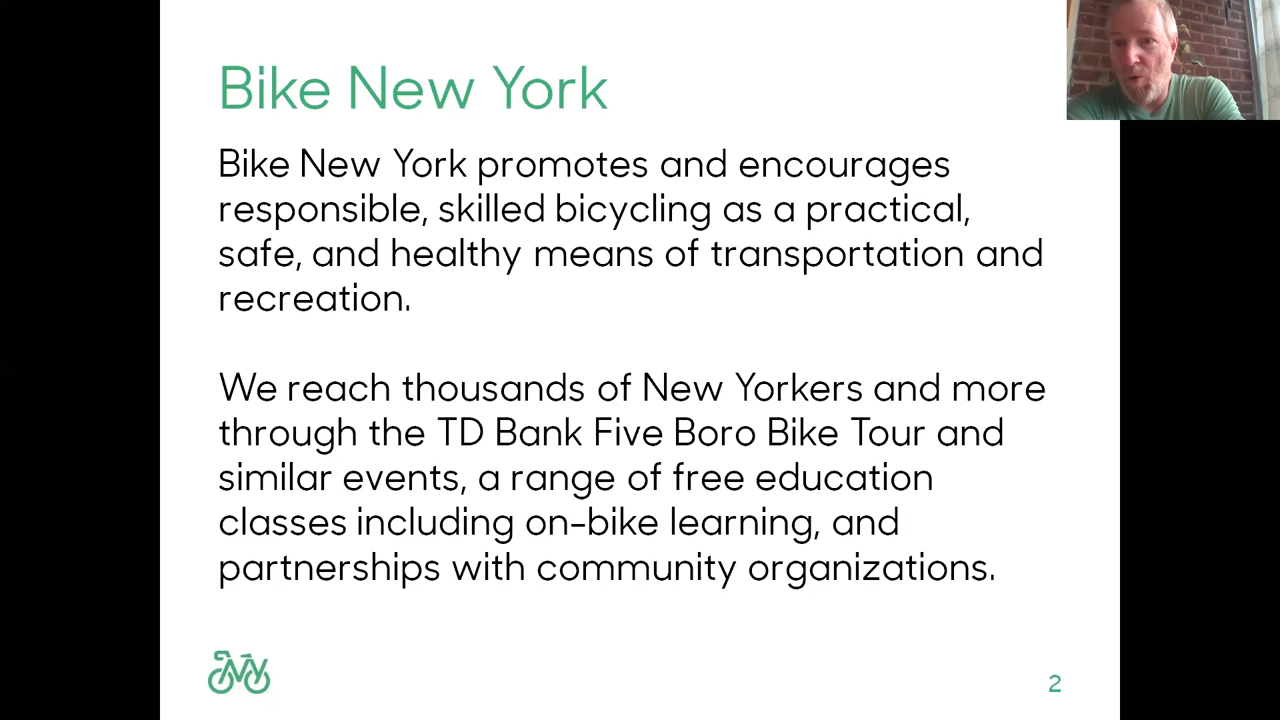 Bike New York
Bike New York promotes and encourages
responsible, skilled bicycling as a practical,
safe, and healthy means of transportation and
recreation.
We reach thousands of New Yorkers and more
through the TD Bank Five Boro Bike Tour and
similar events, a range of free education
classes including on-bike learning, and
partnerships with community organizations.
2